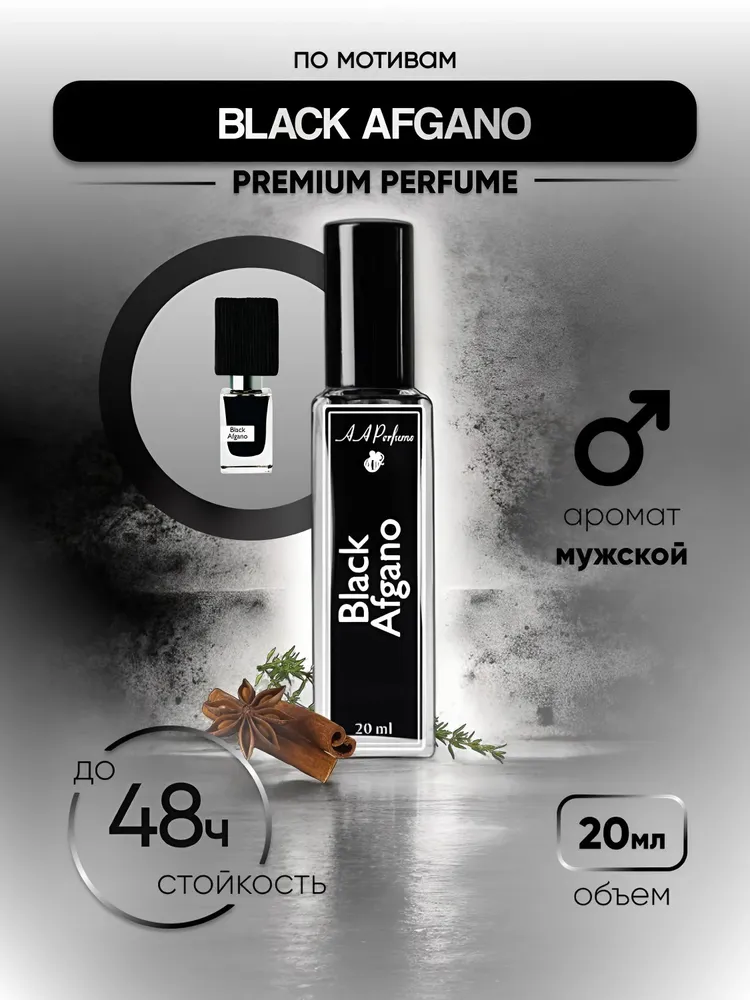 ПО МОТИВАМ
BLACK AFGANO
PREMIUM PERFUME
Black
Afgano
A A Perfume
Black
Afgano
20 ml
аромат
мужской
до
48ч
стойкость
20мл
объем